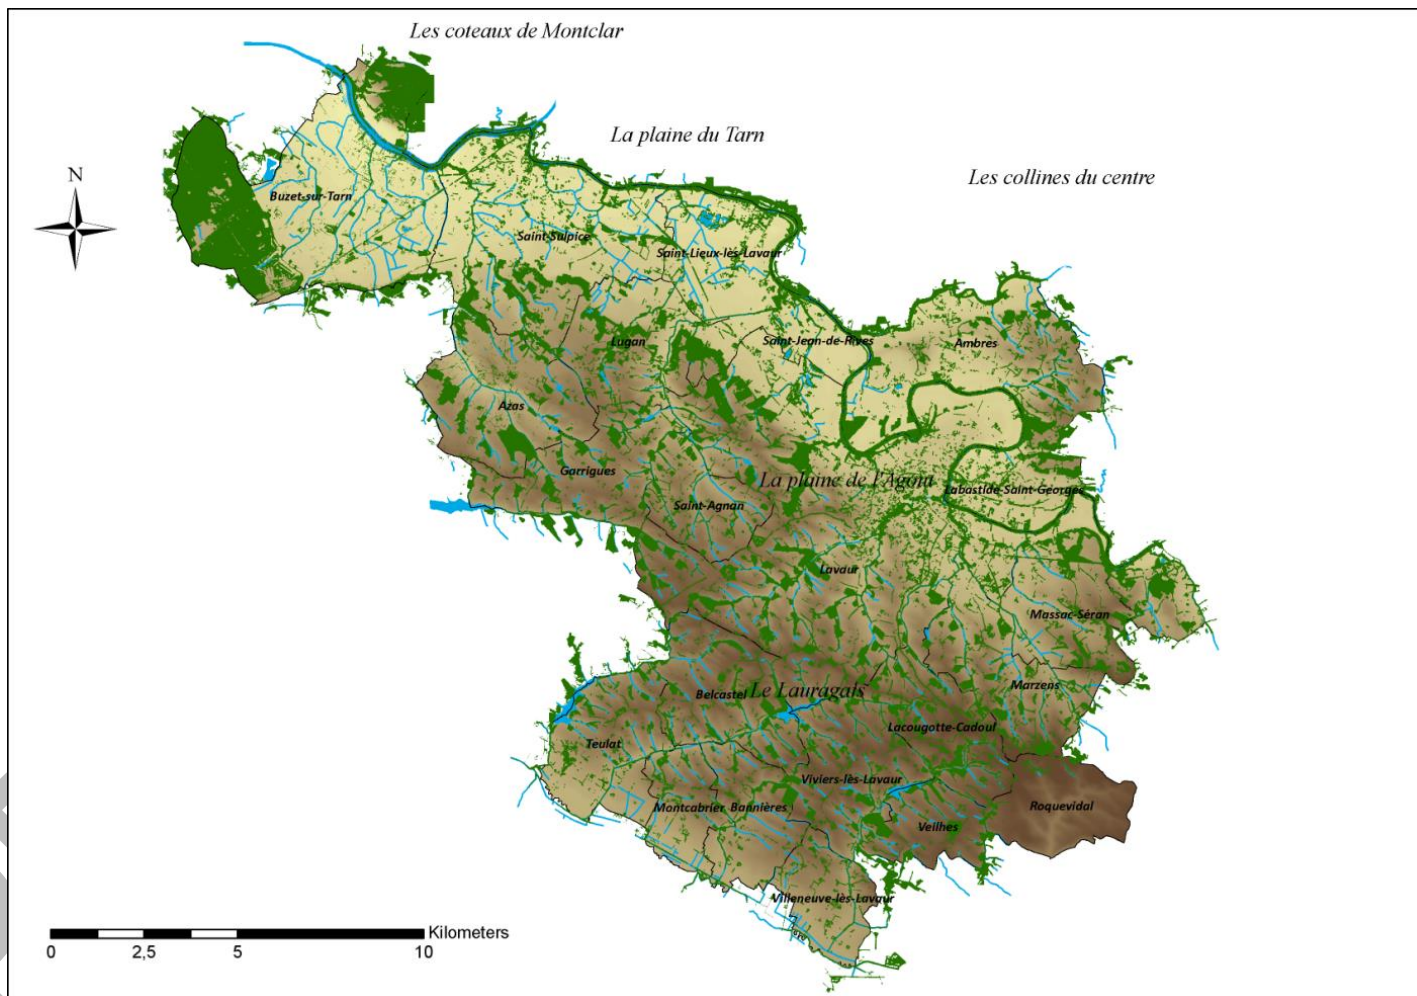 Les coteaux de Montclar
La plaine du Tarn
Les collines du centre
N
Buzet-sur-Tarn
Saint-Sulpice
Saint-Lieux-lès-Lavaur
Lugan
Saint-Jean-de-Rives
Ambres
Azas
Garrigues
La plaine de l'Agout
Labastide-Saint-Georges
Saint-Agnan
Lavaur
Massac-Séran
Marzens
Belcastel
Le Lauragais
Lacougotte-Cadoul
Teulat
Viviers-lès-Lavaur
Montcabrier
Bannières
Roquevidal
Veilhes
Villeneuve-lès-Lavaur
Kilometers
0 2,5 5 10